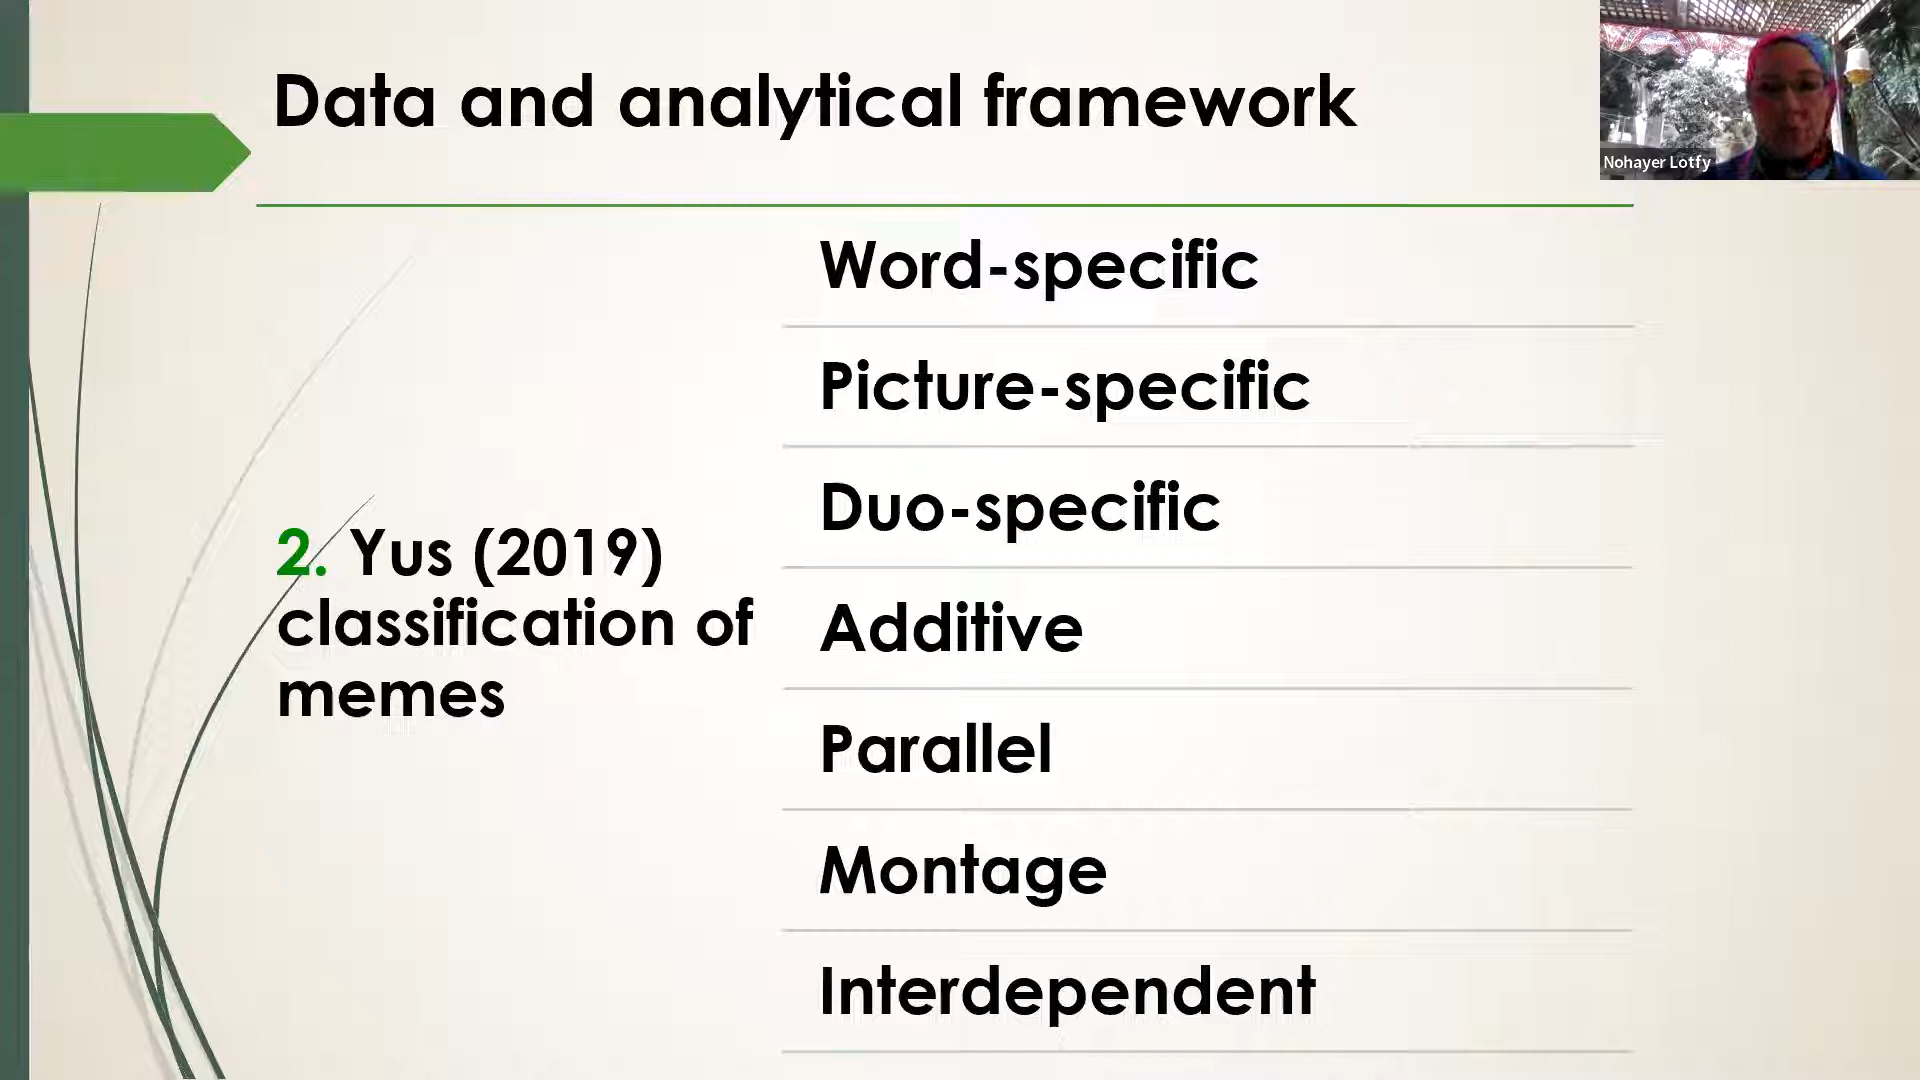 Data and analytical framework
Nohayer Lotfy
2. Yus (2019)
classification of
memes
Word-specific
Picture-specific
Duo-specific
Additive
Parallel
Montage
Interdependent